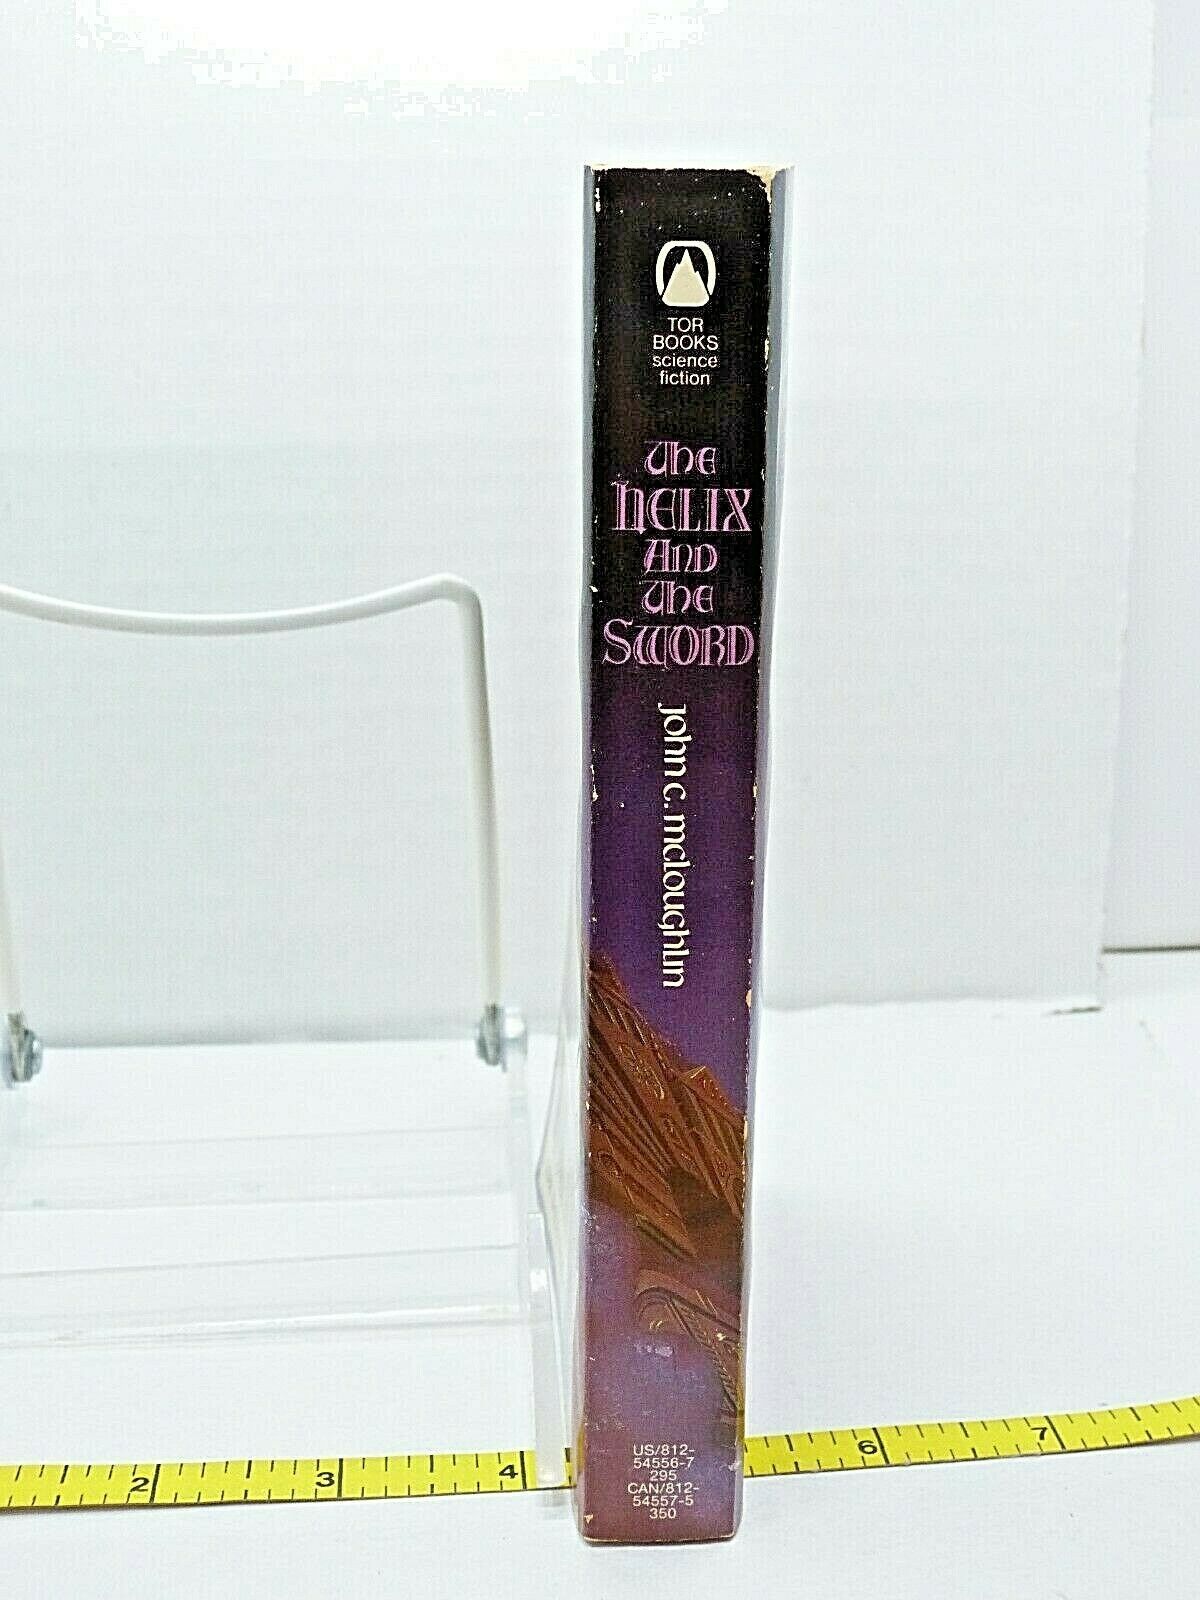 TOR
BOOKS
science
fiction
The
Helix
And
The
Sword
John C. McLoughlin
US/812-
54556-7
295
CAN/812-
54557-5
350
2
3
4
6
7